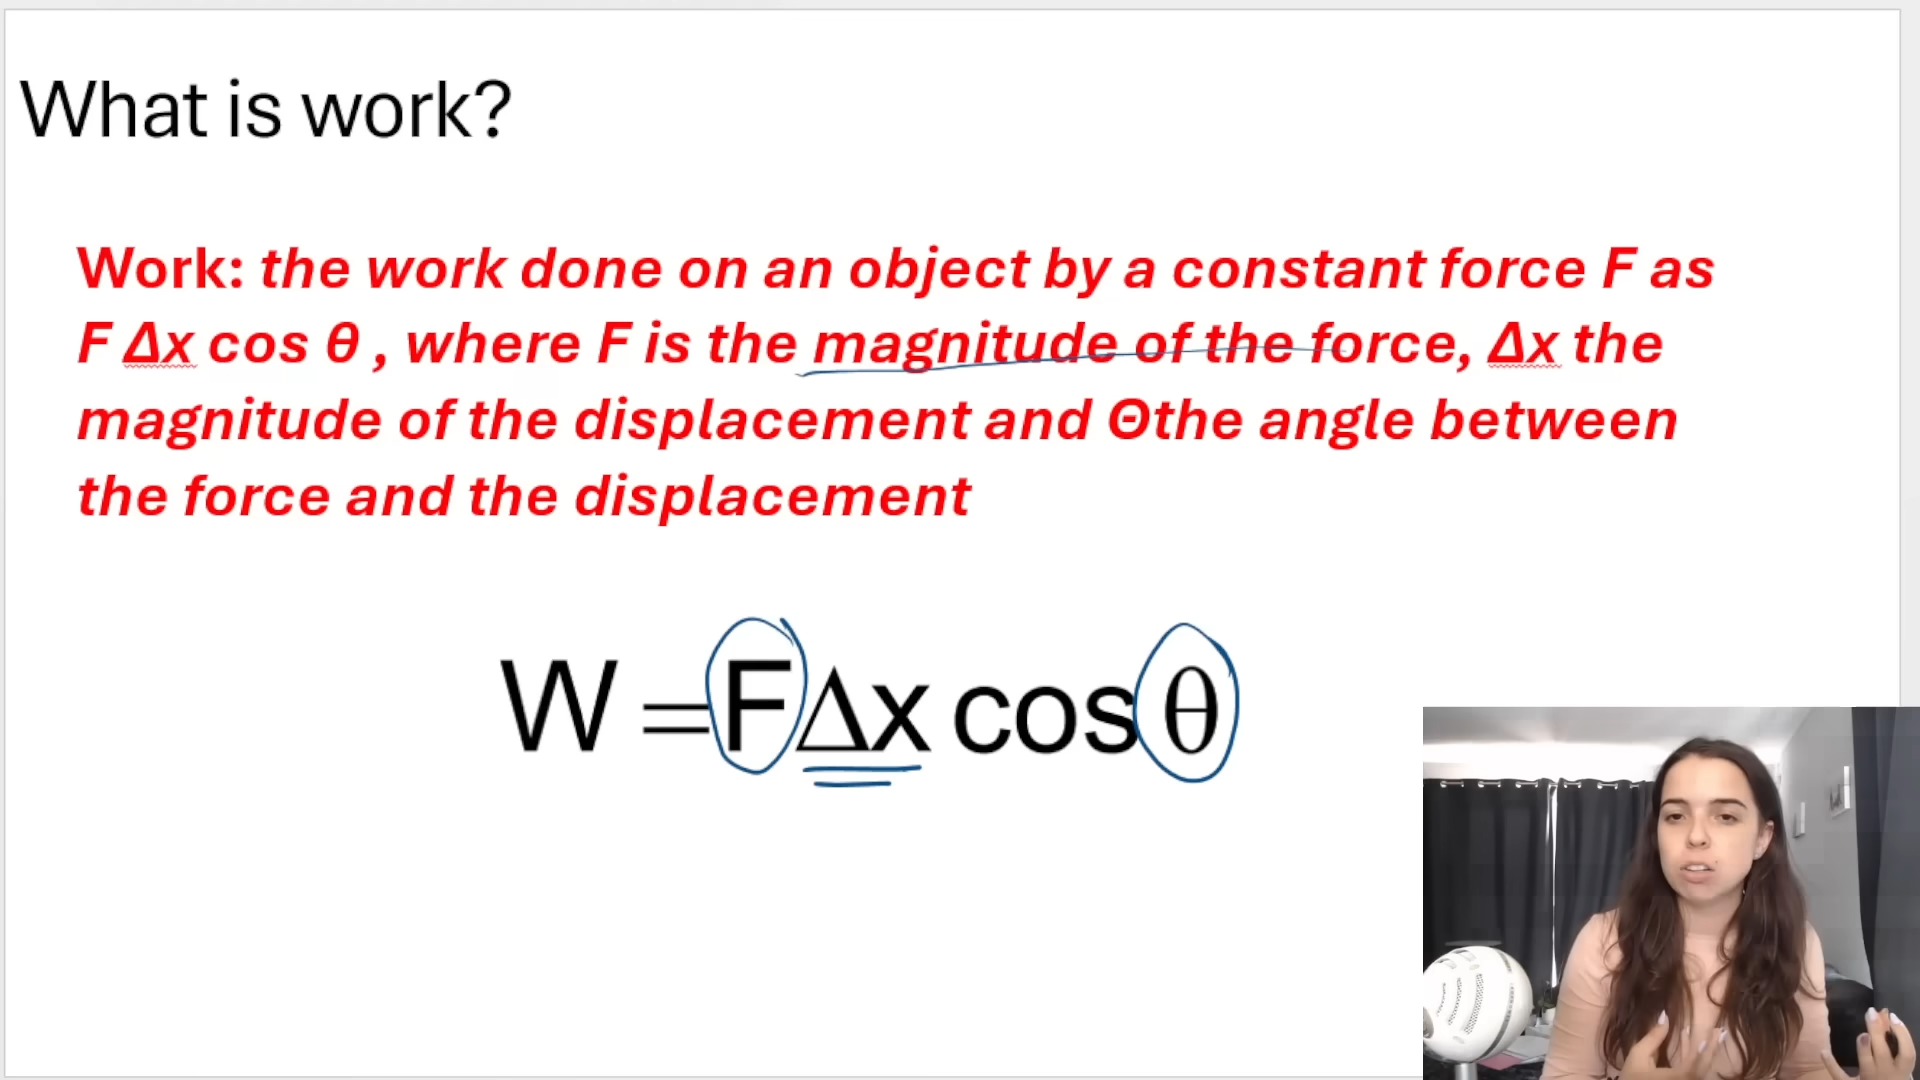 What is work?
Work: the work done on an object by a constant force F as
F Δx cos θ , where F is the magnitude of the force, Δx the
magnitude of the displacement and Θthe angle between
the force and the displacement
W =FΔx cos θ